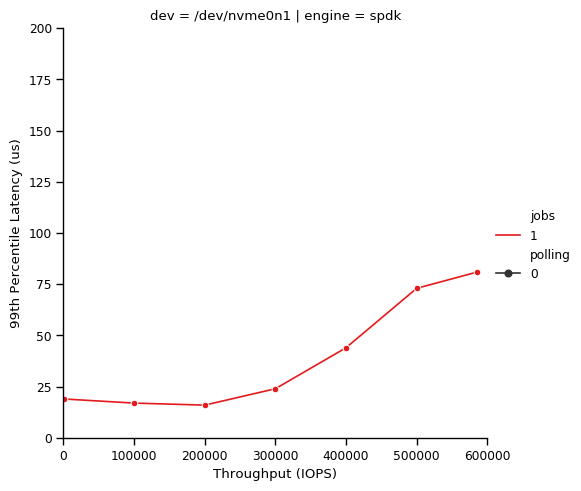 dev = /dev/nvme0n1 | engine = spdk
200
175
150
125
100
75
50
25
0
99th Percentile Latency (us)
0 100000 200000 300000 400000 500000 600000
Throughput (IOPS)
jobs
1
polling
0